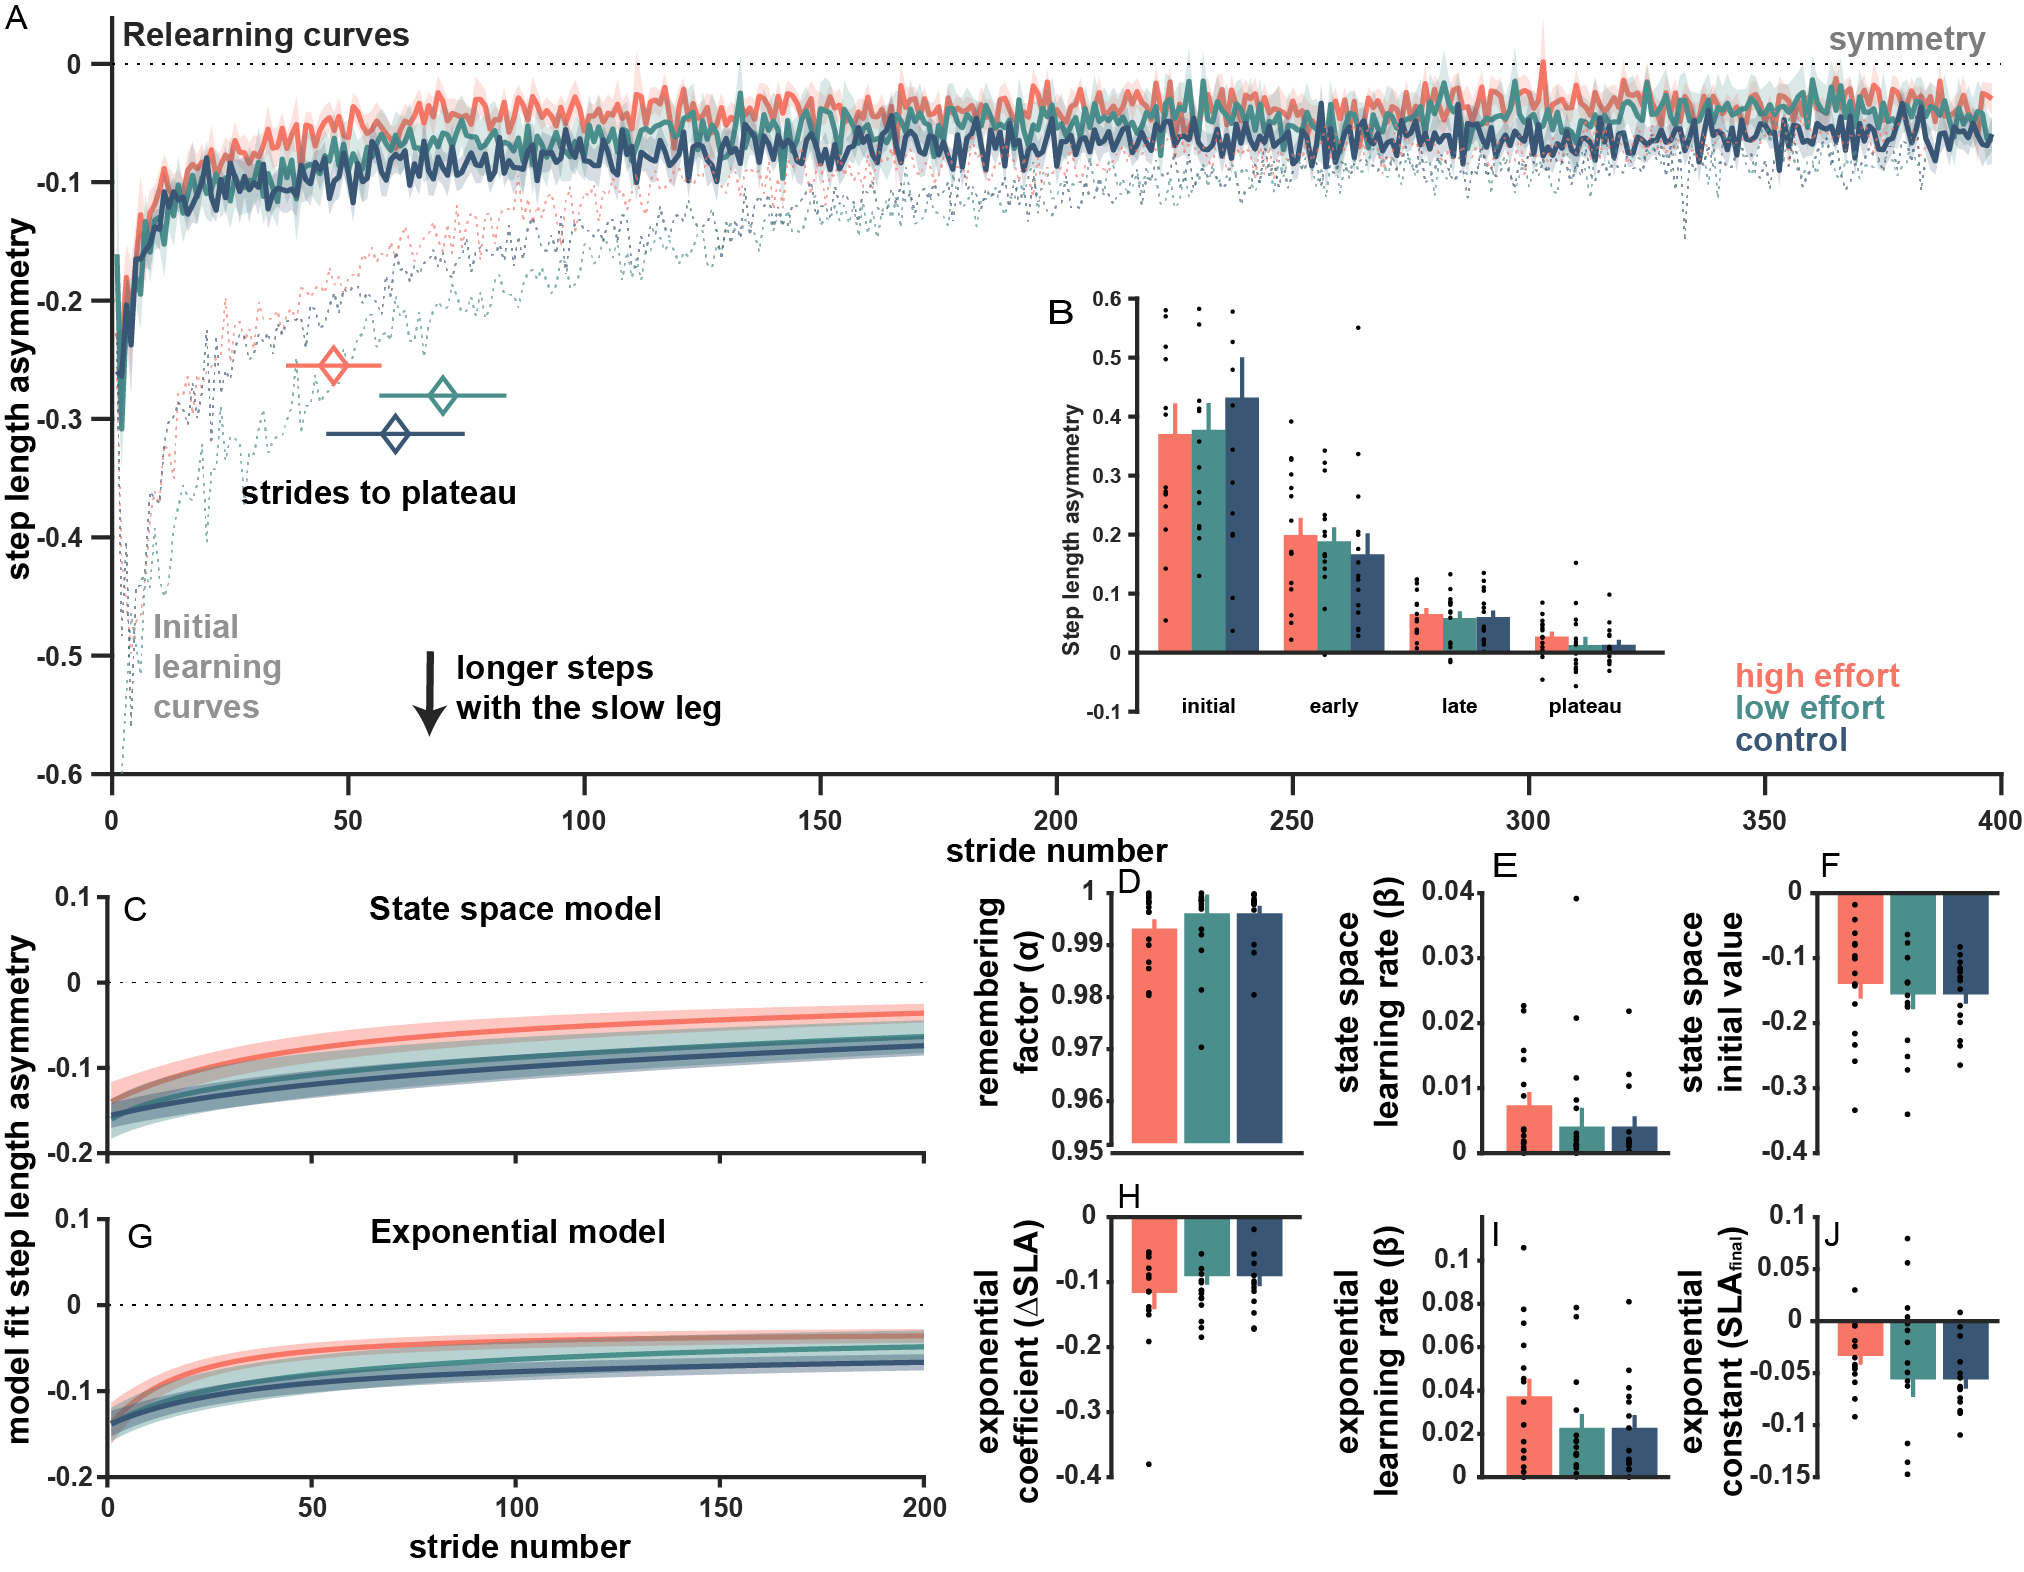 A
Relearning curves
symmetry
0
-0.1
-0.2
-0.3
-0.4
-0.5
-0.6
step length asymmetry
strides to plateau
Initial
learning
curves
longer steps
with the slow leg
0
50
100
150
200
250
300
350
400
stride number
B
0.6
0.5
0.4
0.3
0.2
0.1
0
-0.1
Step length asymmetry
initial
early
late
plateau
high effort
low effort
control
C
State space model
0.1
0
-0.1
-0.2
model fit step length asymmetry
D
remembering
factor (α)
1
0.99
0.98
0.97
0.96
0.95
E
state space
learning rate (β)
0.04
0.03
0.02
0.01
0
F
state space
initial value
0
-0.1
-0.2
-0.3
-0.4
G
Exponential model
0.1
0
-0.1
-0.2
0
50
100
150
200
stride number
H
exponential
coefficient (ΔSLA)
0
-0.1
-0.2
-0.3
-0.4
I
exponential
learnning rate (β)
0.1
0.08
0.06
0.04
0.02
0
J
exponential
constant (SLAfinal)
0.1
0.05
0
-0.05
-0.1
-0.15